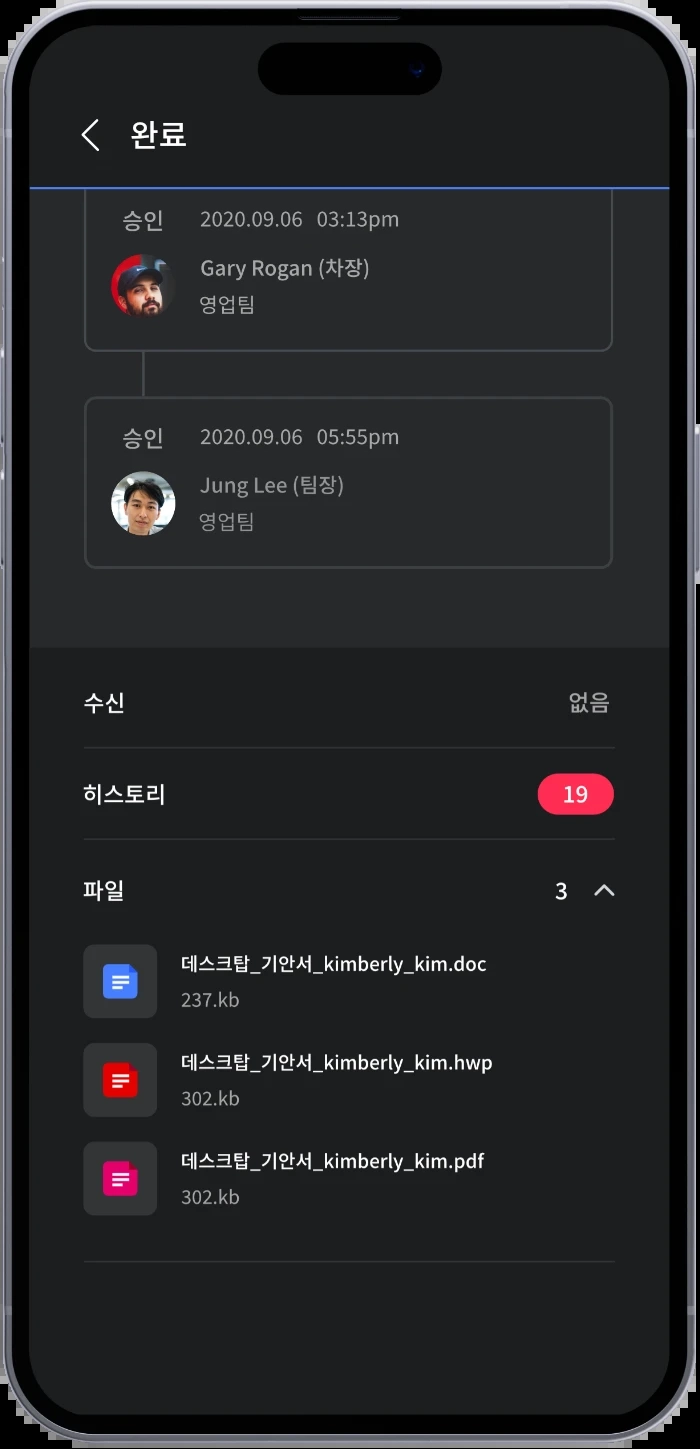 완료
승인 2020.09.06 03:13pm
Gary Rogan (차장)
영업팀
승인 2020.09.06 05:55pm
Jung Lee (팀장)
영업팀
수신 없음
히스토리 19
파일 3
데스크탑_기안서_kimberly_kim.doc
237.kb
데스크탑_기안서_kimberly_kim.hwp
302.kb
데스크탑_기안서_kimberly_kim.pdf
302.kb